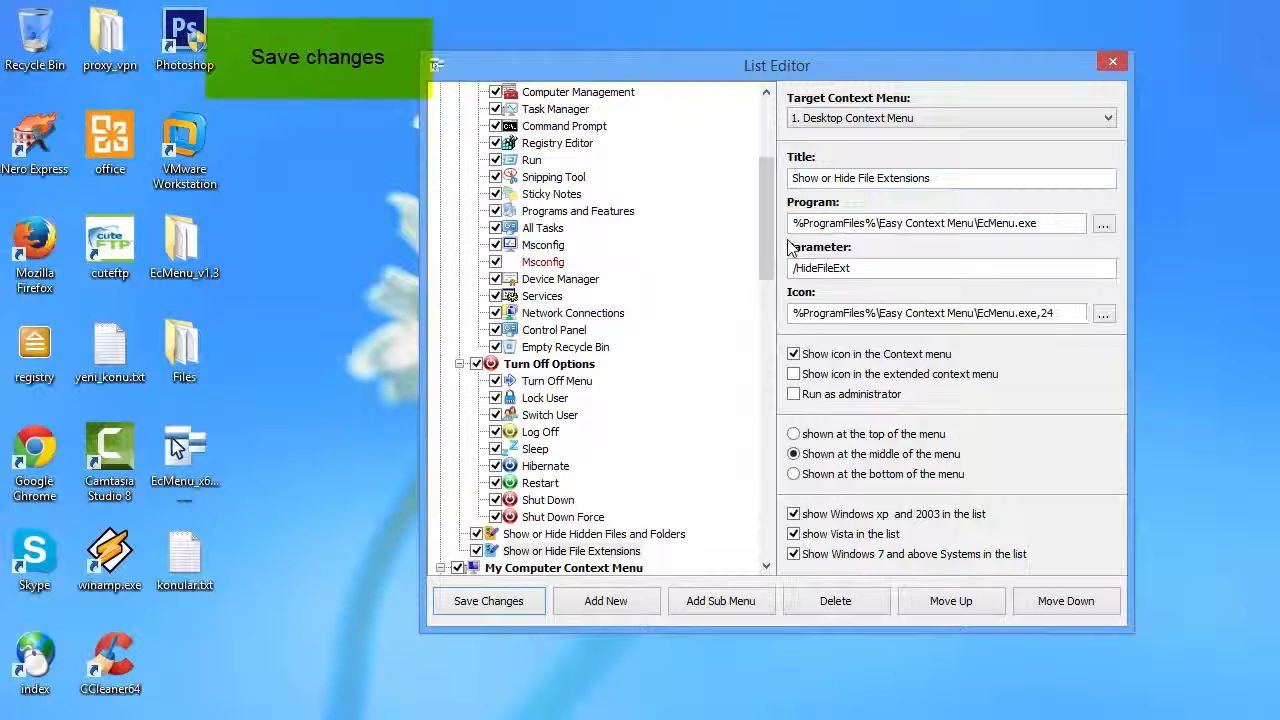 Save changes
Recycle Bin
proxy_vpn
Photoshop
Nero Express
office
VMware
Workstation
Mozilla
Firefox
cuteftp
EcMenu_v1.3
registry
yeni_konu.txt
Files
Google
Chrome
Camtasia
Studio 8
EcMenu_x6...
Skype
winamp.exe
konular.txt
index
CCleaner64
List Editor
Computer Management
Task Manager
Command Prompt
Registry Editor
Run
Snipping Tool
Sticky Notes
Programs and Features
All Tasks
Msconfig
Msconfig
Device Manager
Services
Network Connections
Control Panel
Empty Recycle Bin
Turn Off Options
Turn Off Menu
Lock User
Switch User
Log Off
Sleep
Hibernate
Restart
Shut Down
Shut Down Force
Show or Hide Hidden Files and Folders
Show or Hide File Extensions
My Computer Context Menu
Target Context Menu:
1. Desktop Context Menu
Title:
Show or Hide File Extensions
Program:
%ProgramFiles%\Easy Context Menu\EcMenu.exe
...
Parameter:
/HideFileExt
Icon:
%ProgramFiles%\Easy Context Menu\EcMenu.exe,24
...
Show icon in the Context menu
Show icon in the extended context menu
Run as administrator
shown at the top of the menu
Shown at the middle of the menu
Shown at the bottom of the menu
show Windows xp and 2003 in the list
show Vista in the list
Show Windows 7 and above Systems in the list
Save Changes
Add New
Add Sub Menu
Delete
Move Up
Move Down